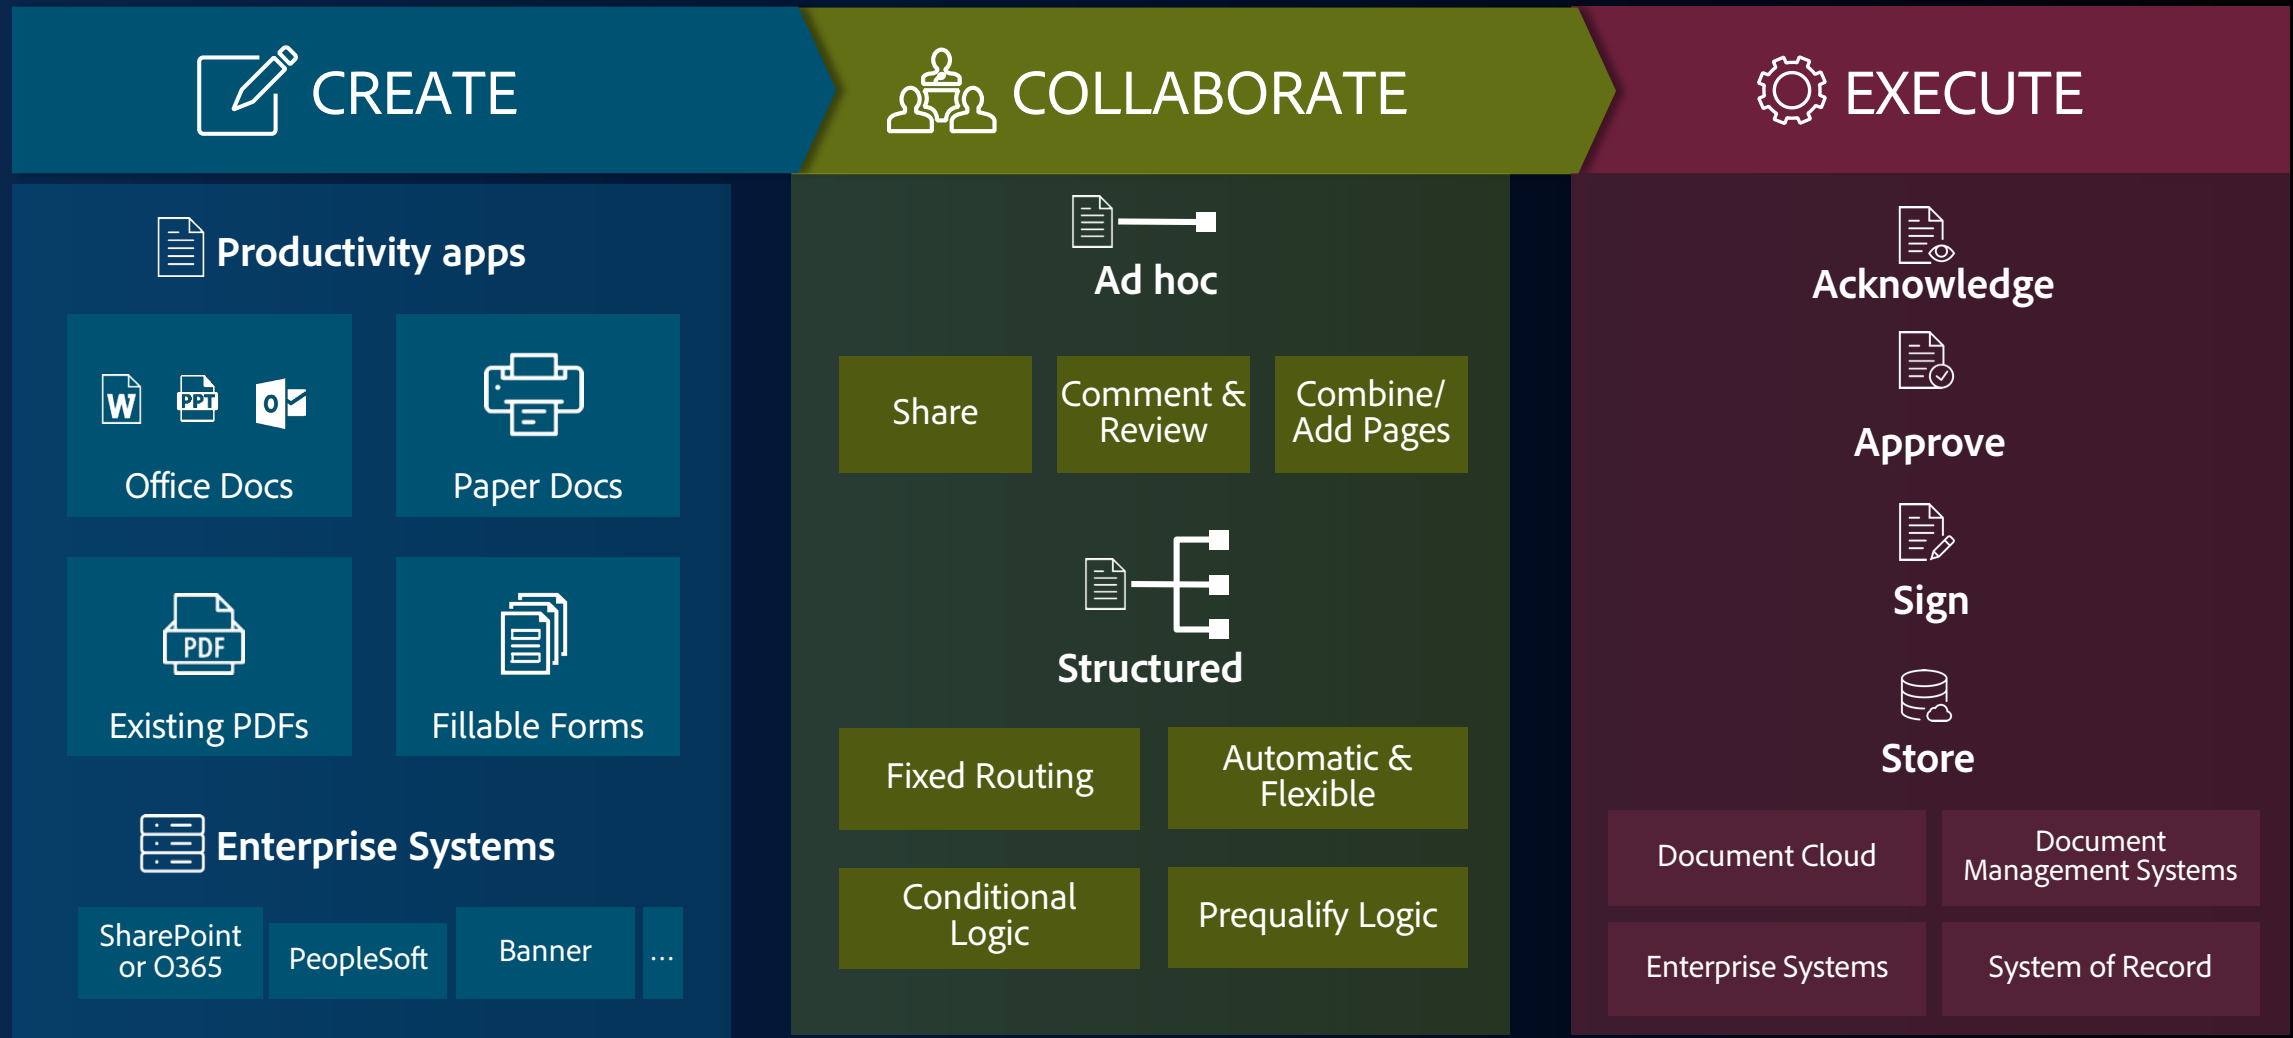 CREATE
COLLABORATE
EXECUTE
Productivity apps
W
PPT
O
Office Docs
Paper Docs
PDF
Existing PDFs
Fillable Forms
Enterprise Systems
SharePoint
or O365
PeopleSoft
Banner
...
Ad hoc
Share
Comment &
Review
Combine/
Add Pages
Structured
Fixed Routing
Automatic &
Flexible
Conditional
Logic
Prequalify Logic
Acknowledge
Approve
Sign
Store
Document Cloud
Document
Management Systems
Enterprise Systems
System of Record